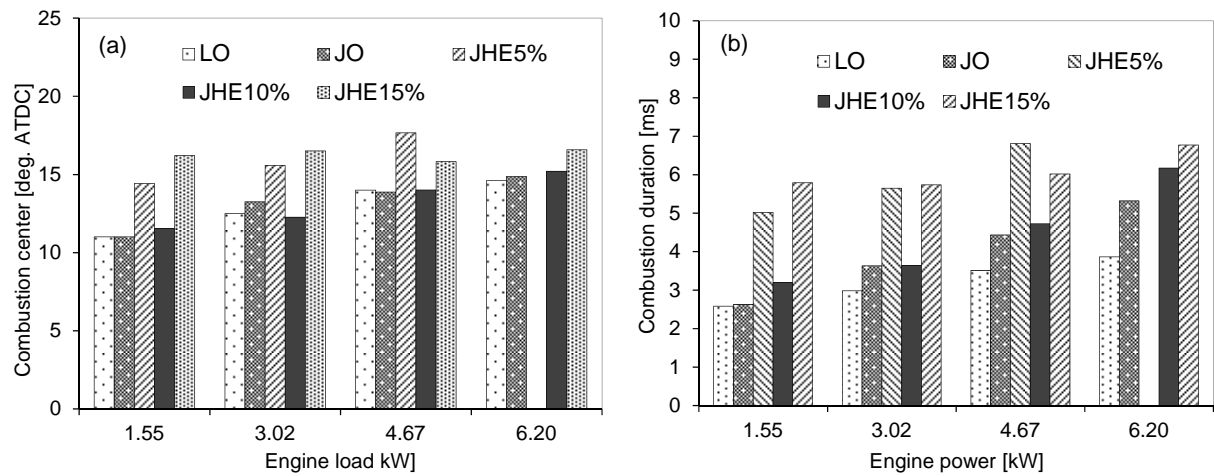 (a)
LO JO JHE5%
JHE10% JHE15%
Combustion center [deg. ATDC]
25
20
15
10
5
0
1.55 3.02 4.67 6.20
Engine load kW]
(b)
LO JO JHE5%
JHE10% JHE15%
Combustion duration [ms]
10
9
8
7
6
5
4
3
2
1
0
1.55 3.02 4.67 6.20
Engine power [kW]